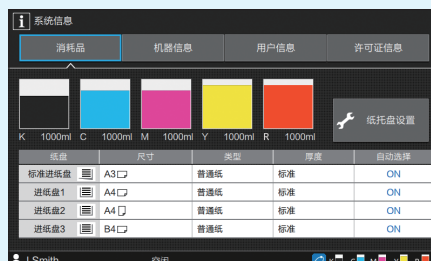 i 系统信息
消耗品 机器信息 用户信息 许可证信息
K 1000ml C 1000ml M 1000ml Y 1000ml R 1000ml
纸托盘设置
纸盘 尺寸 类型 厚度 自动选择
标准进纸盘 A3 普通纸 标准 ON
进纸盘1 A4 普通纸 标准 ON
进纸盘2 A4 普通纸 标准 ON
进纸盘3 B4 普通纸 标准 ON
J.Smith 空闲 K C M Y R